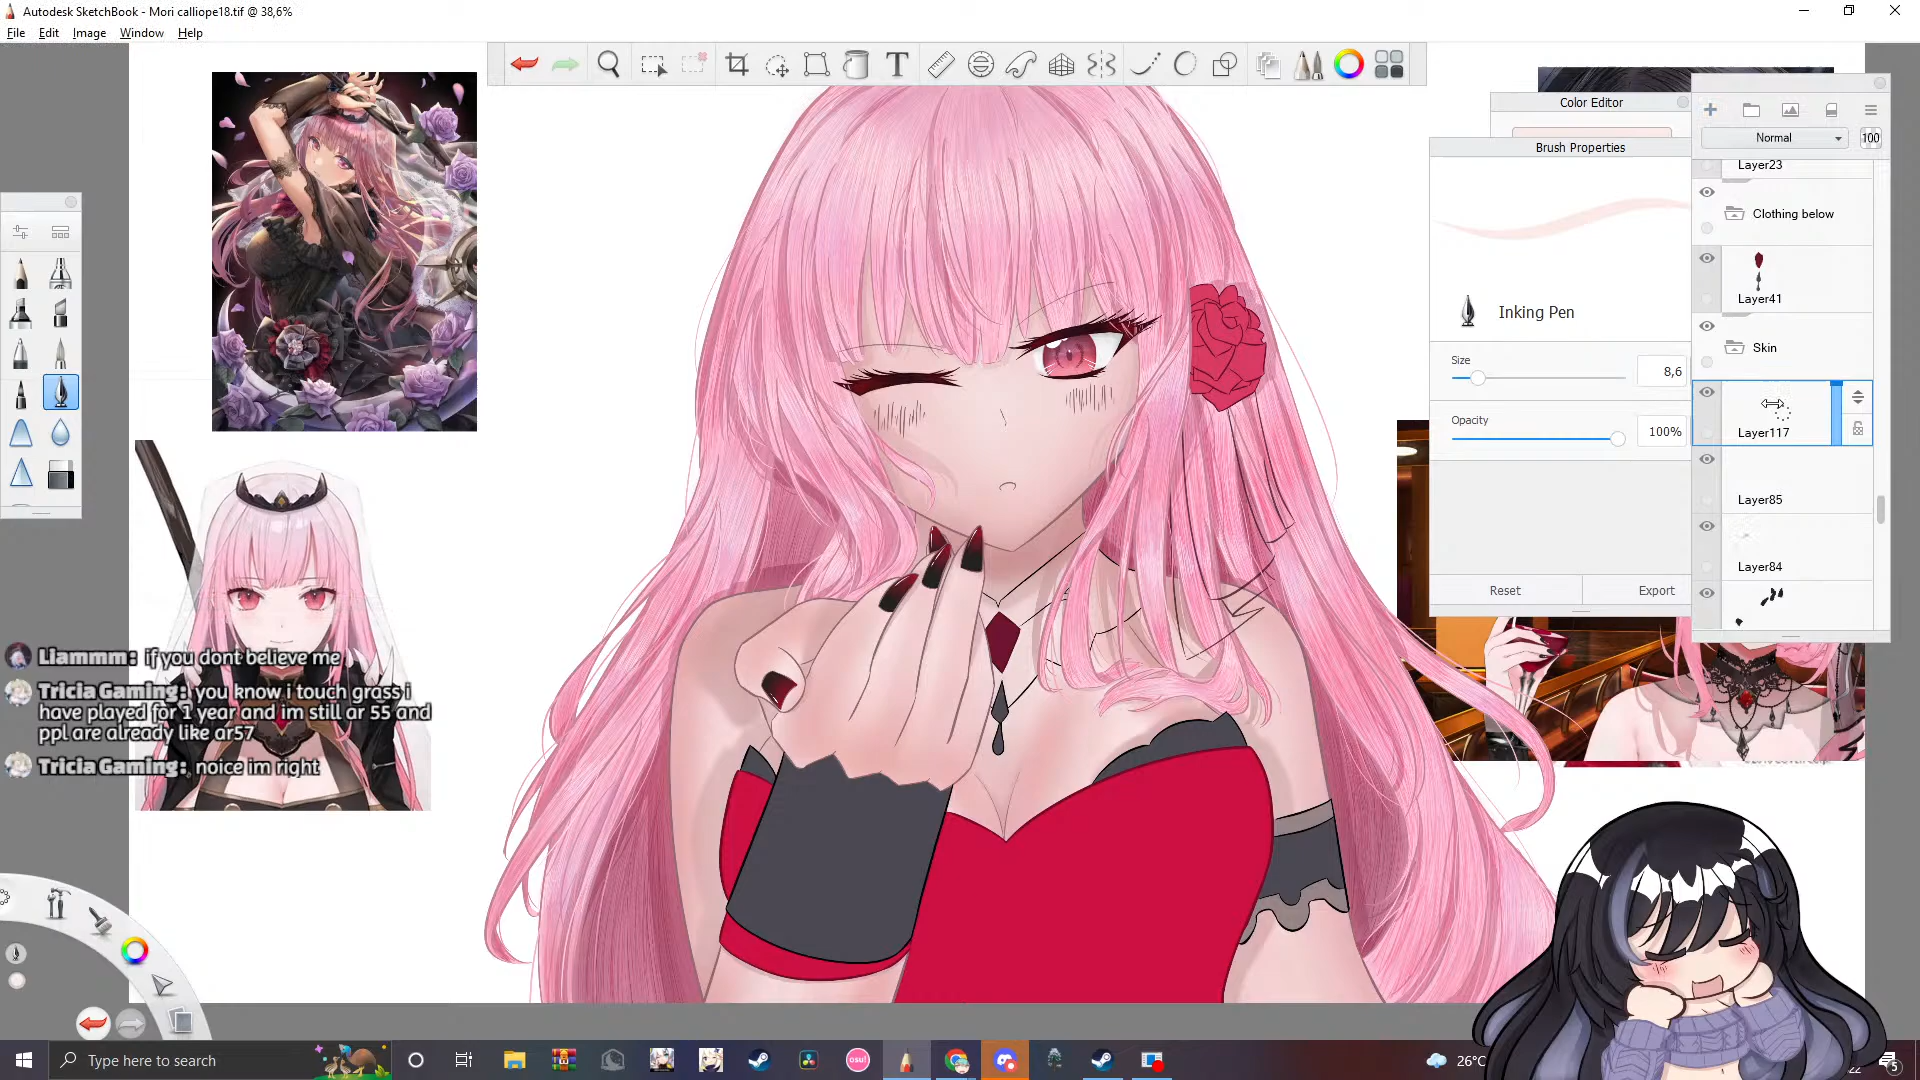 Autodesk SketchBook - Mori calliope18.tif @ 38,6%
File Edit Image Window Help
T
Color Editor
Brush Properties
Inking Pen
Size
8,6
Opacity
100%
Reset Export
Normal 100
Layer23
Clothing below
Layer41
Skin
Layer117
Layer85
Layer84
Liammm: if you dont believe me
Tricia Gaming: you know i touch grass i
have played for 1 year and im still ar 55 and
ppl are already like ar57
Tricia Gaming: noice im right
Type here to search
osu!
26°C
22
5